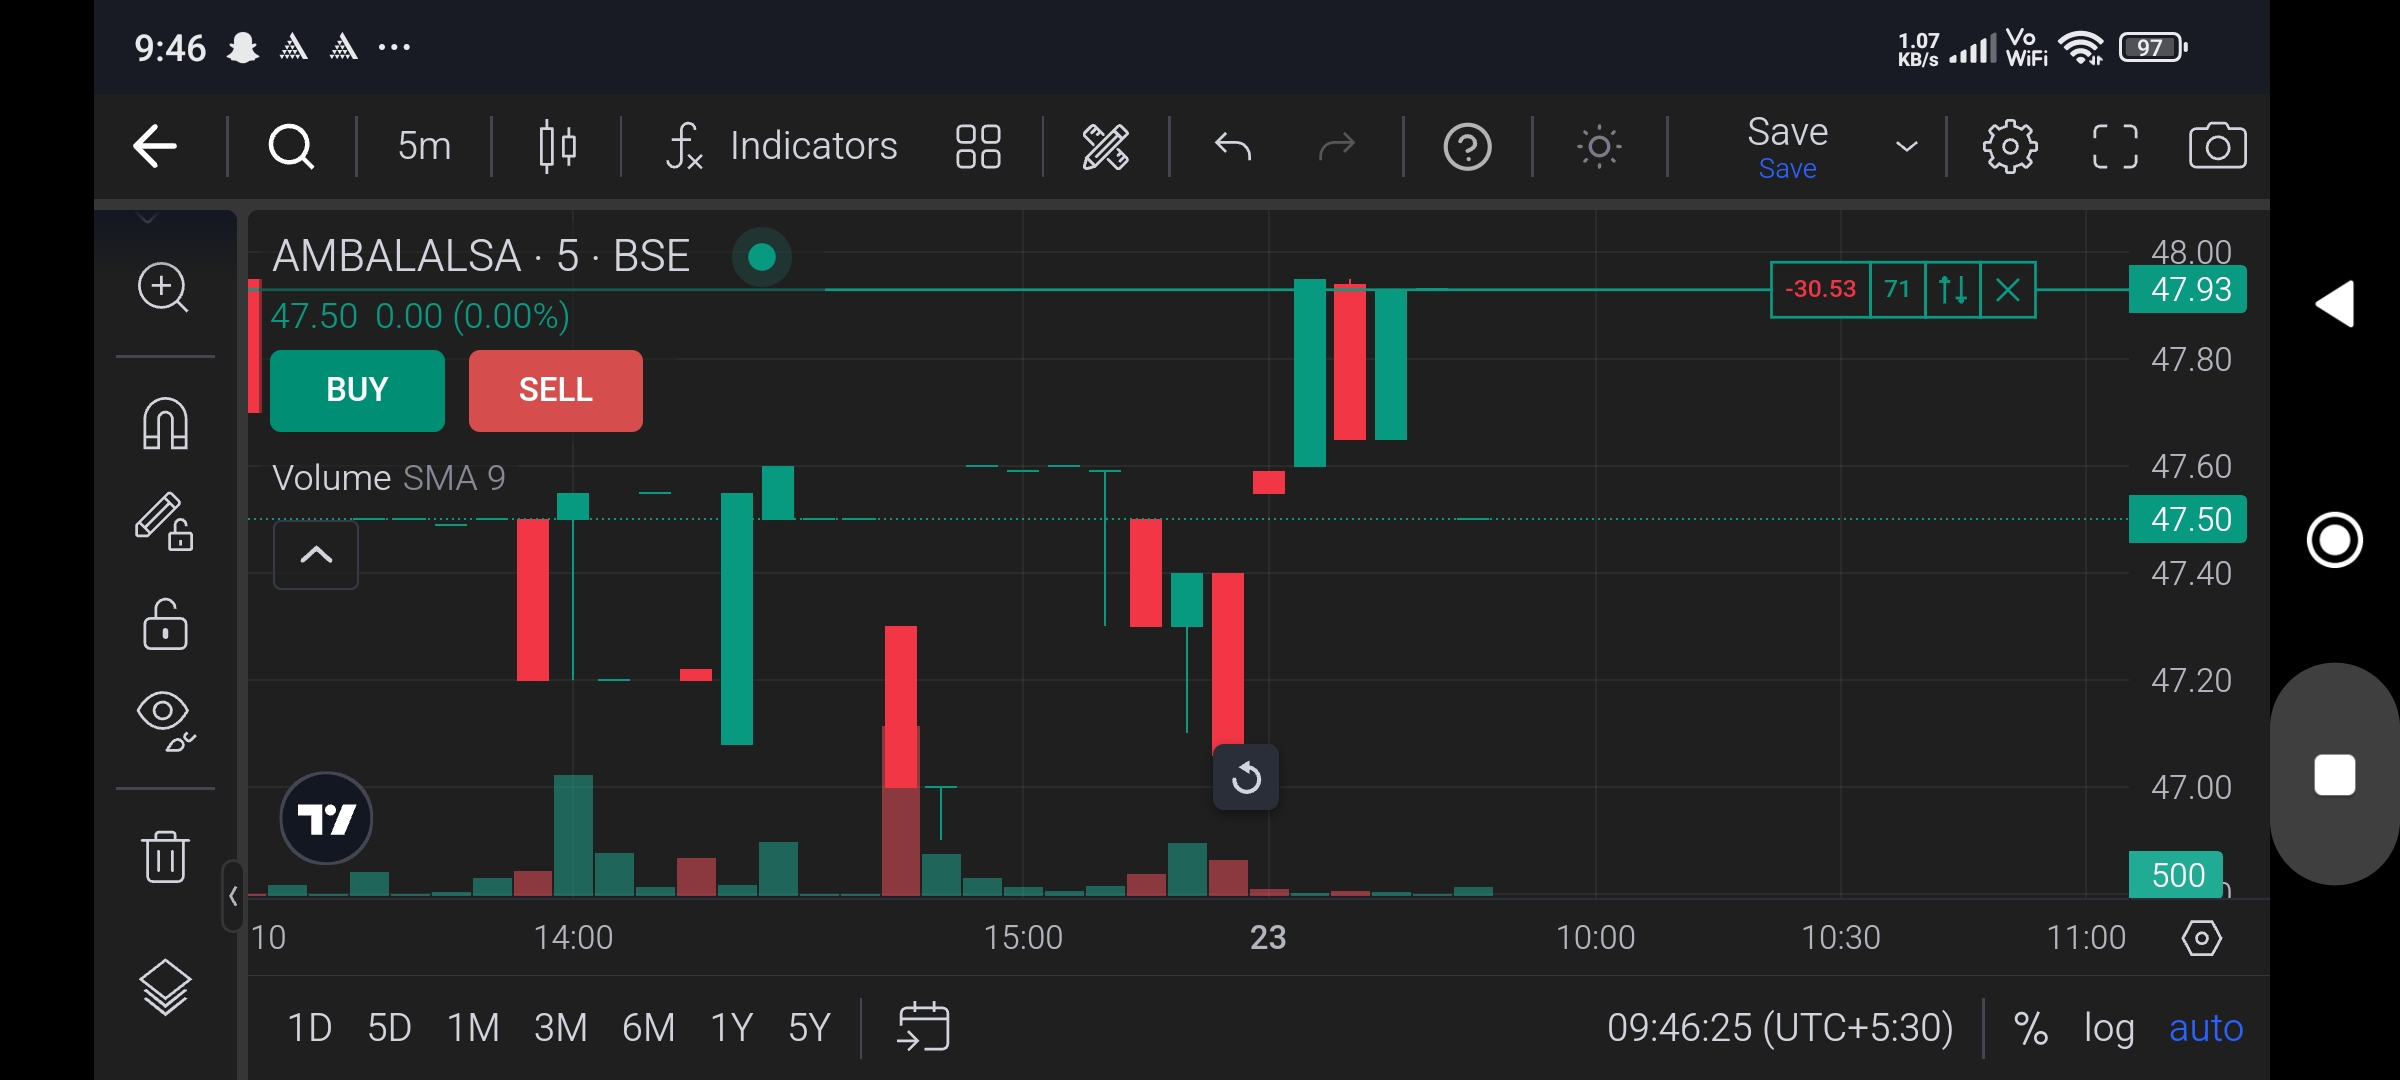 9:46
1.07 KB/s Vo WiFi 97
5m Indicators Save
Save
AMBALALSA · 5 · BSE
47.50 0.00 (0.00%)
BUY SELL
Volume SMA 9
-30.53 71
48.00
47.93
47.80
47.60
47.50
47.40
47.20
47.00
500
10 14:00 15:00 23 10:00 10:30 11:00
1D 5D 1M 3M 6M 1Y 5Y 09:46:25 (UTC+5:30) % log auto